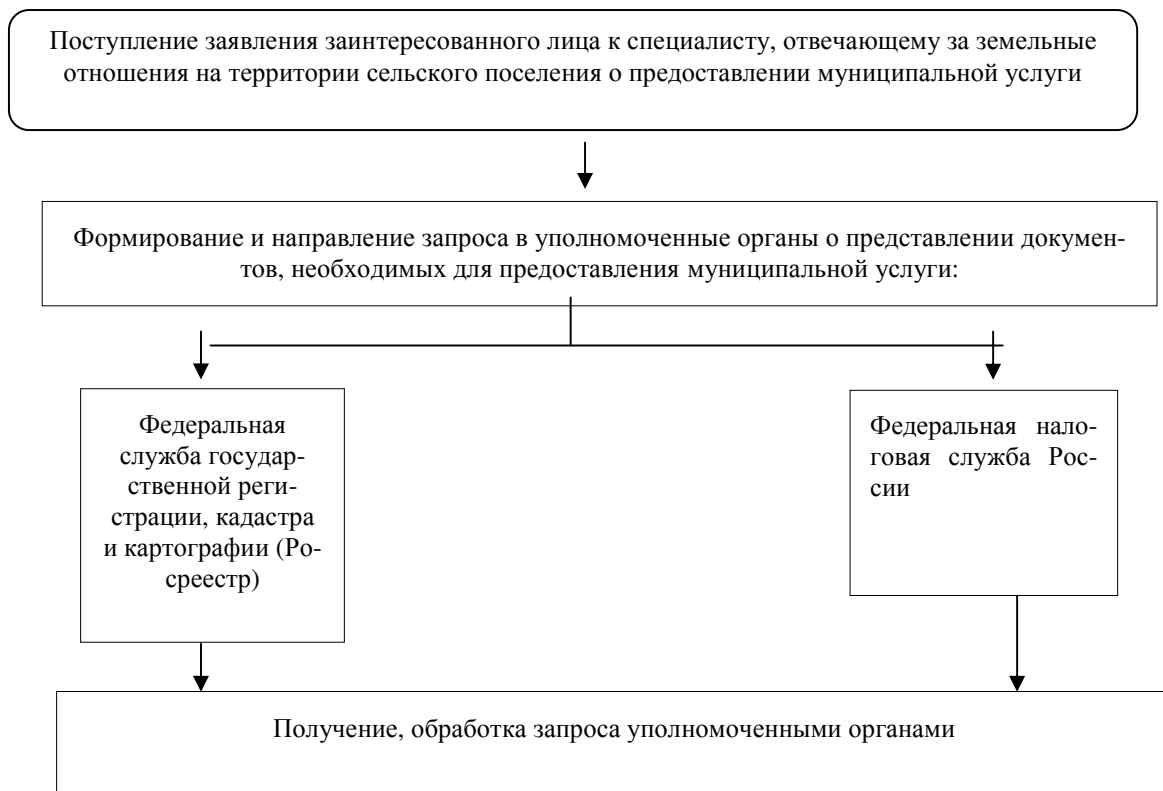 Поступление заявления заинтересованного лица к специалисту, отвечающему за земельные
отношения на территории сельского поселения о предоставлении муниципальной услуги
Формирование и направление запроса в уполномоченные органы о представлении докумен-
тов, необходимых для предоставления муниципальной услуги:
Федеральная
служба государ-
ственной реги-
страции, кадастра
и картографии (Ро-
среестр)
Федеральная нало-
говая служба Рос-
сии
Получение, обработка запроса уполномоченными органами